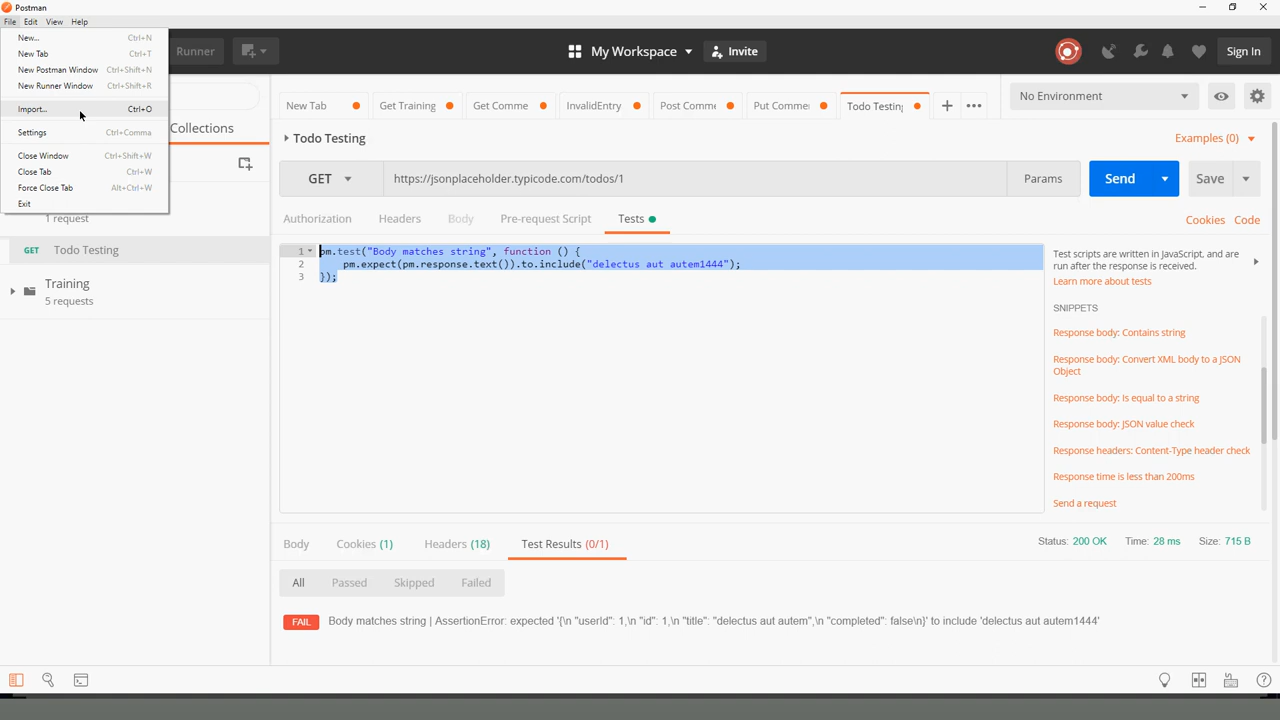 Postman
File Edit View Help
New... Ctrl+N
New Tab Ctrl+T
New Postman Window Ctrl+Shift+N
New Runner Window Ctrl+Shift+R
Import... Ctrl+O
Settings Ctrl+Comma
Close Window Ctrl+Shift+W
Close Tab Ctrl+W
Force Close Tab Alt+Ctrl+W
Exit
Runner
My Workspace
Invite
Sign In
Collections
1 request
GET Todo Testing
Training
5 requests
New Tab
Get Training
Get Comme
InvalidEntry
Post Comme
Put Commer
Todo Testing
No Environment
Todo Testing
Examples (0)
GET
https://jsonplaceholder.typicode.com/todos/1
Params
Send
Save
Authorization Headers Body Pre-request Script Tests
Cookies Code
1 pm.test("Body matches string", function () {
2 pm.expect(pm.response.text()).to.include("delectus aut autem1444");
3 });
Test scripts are written in JavaScript, and are
run after the response is received.
Learn more about tests
SNIPPETS
Response body: Contains string
Response body: Convert XML body to a JSON
Object
Response body: Is equal to a string
Response body: JSON value check
Response headers: Content-Type header check
Response time is less than 200ms
Send a request
Body Cookies (1) Headers (18) Test Results (0/1)
Status: 200 OK Time: 28 ms Size: 715 B
All Passed Skipped Failed
FAIL Body matches string | AssertionError: expected '{\n "userId": 1,\n "id": 1,\n "title": "delectus aut autem",\n "completed": false\n}' to include 'delectus aut autem1444'